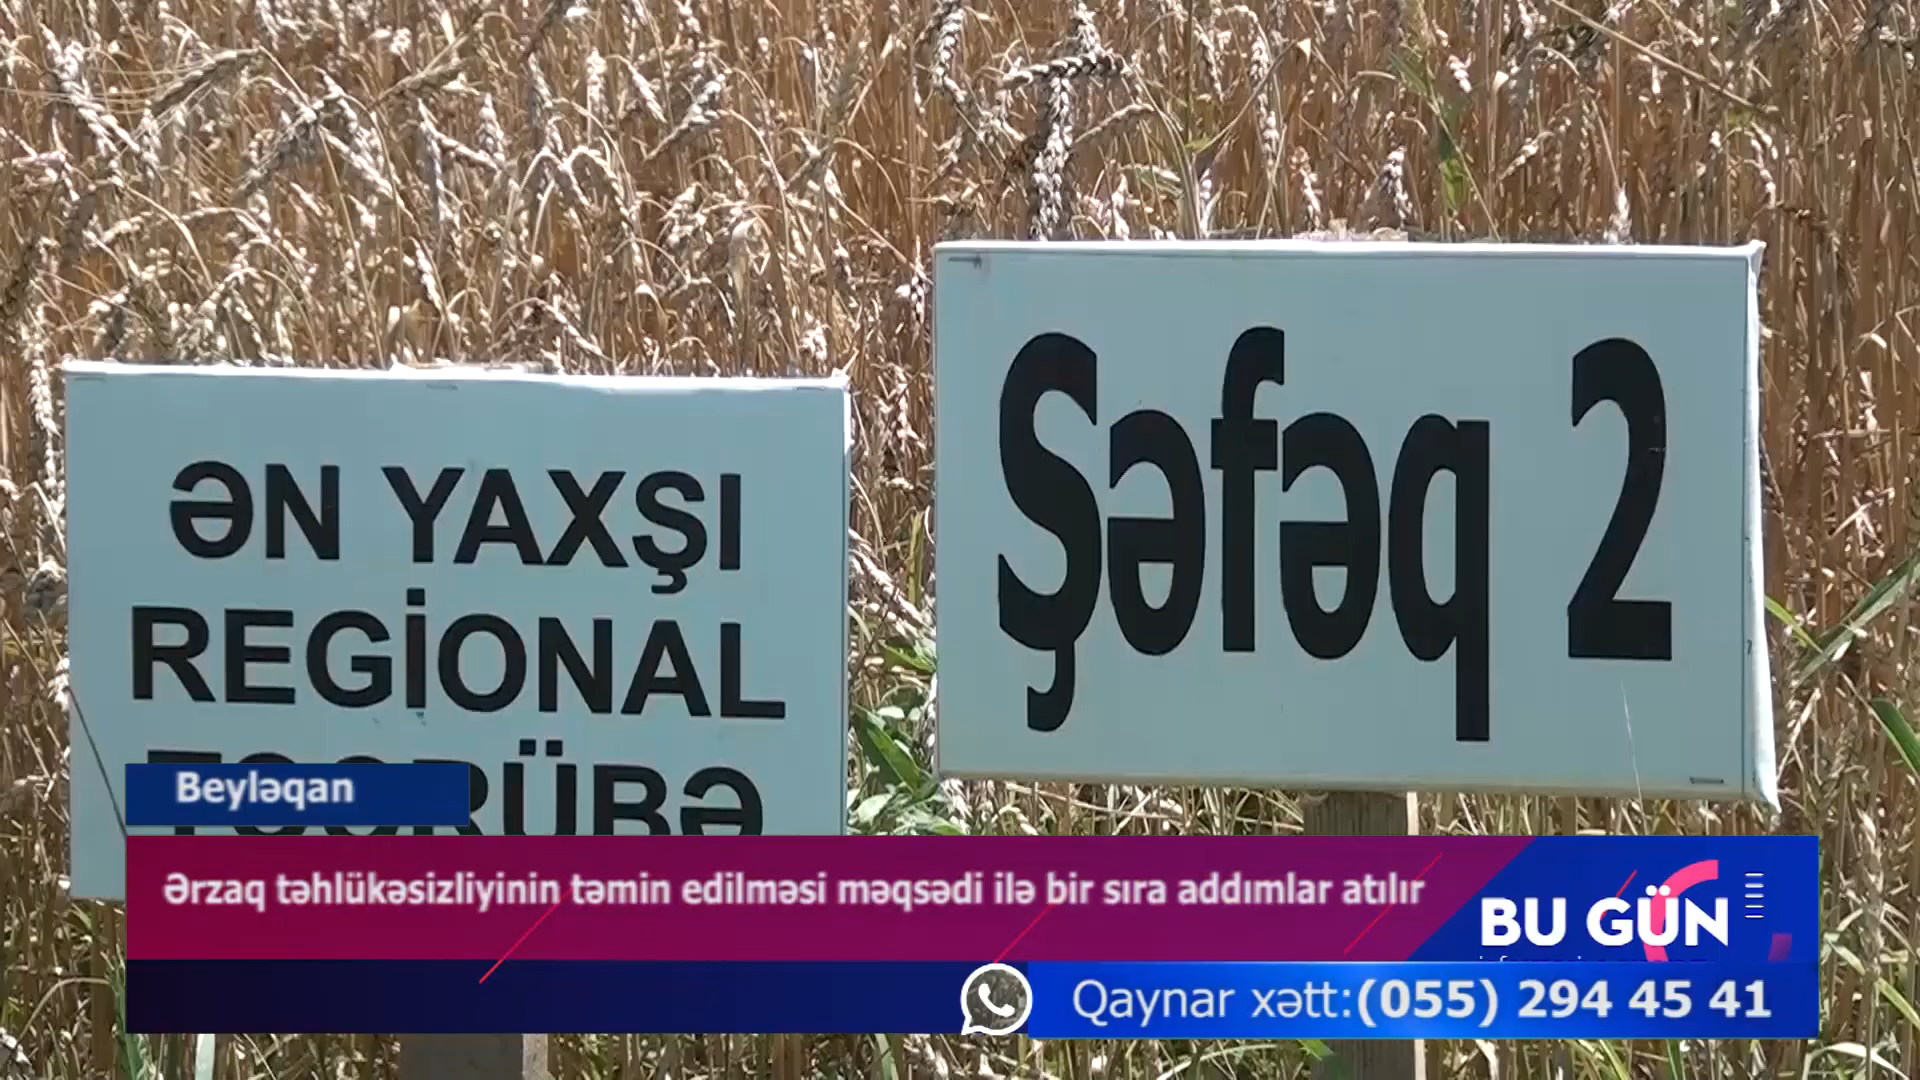 Şəfəq 2
ƏN YAXŞI
REGİONAL
TƏCRÜBƏ
Beyləqan
Ərzaq təhlükəsizliyinin təmin edilməsi məqsədi ilə bir sıra addımlar atılır
BU GÜN
Qaynar xətt:(055) 294 45 41